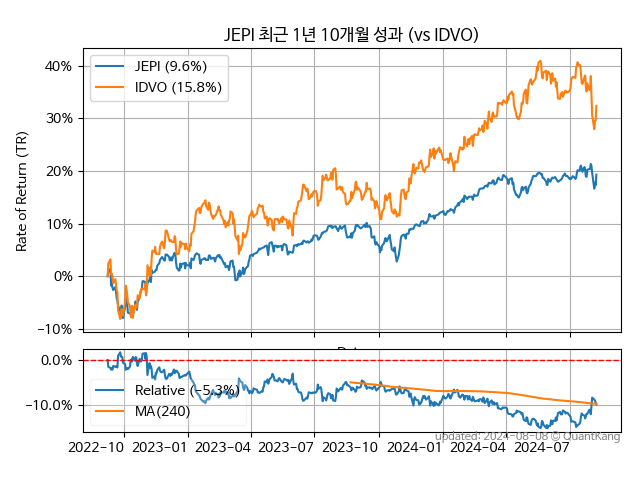 JEPI 최근 1년 10개월 성과 (vs IDVO)
Rate of Return (TR)
JEPI (9.6%)
IDVO (15.8%)
40%
30%
20%
10%
0%
−10%
0.0%
−10.0%
Relative (−5.3%)
MA(240)
2022−10 2023−01 2023−04 2023−07 2023−10 2024−01 2024−04 2024−07
updated: 2024−08−08 © QuantKang